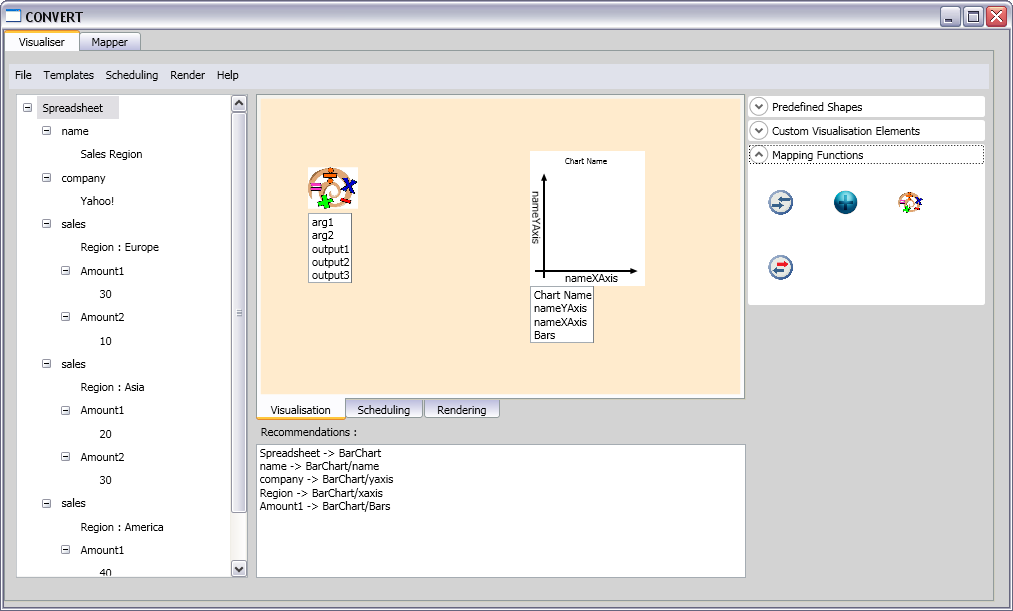 CONVERT
Visualiser
Mapper
File
Templates
Scheduling
Render
Help
Spreadsheet
name
Sales Region
company
Yahoo!
sales
Region : Europe
Amount1
30
Amount2
10
sales
Region : Asia
Amount1
20
Amount2
30
sales
Region : America
Amount1
40
arg1
arg2
output1
output2
output3
Chart Name
nameYAxis
nameXAxis
Chart Name
nameYAxis
nameXAxis
Bars
Visualisation
Scheduling
Rendering
Recommendations :
Spreadsheet -> BarChart
name -> BarChart/name
company -> BarChart/yaxis
Region -> BarChart/xaxis
Amount1 -> BarChart/Bars
Predefined Shapes
Custom Visualisation Elements
Mapping Functions